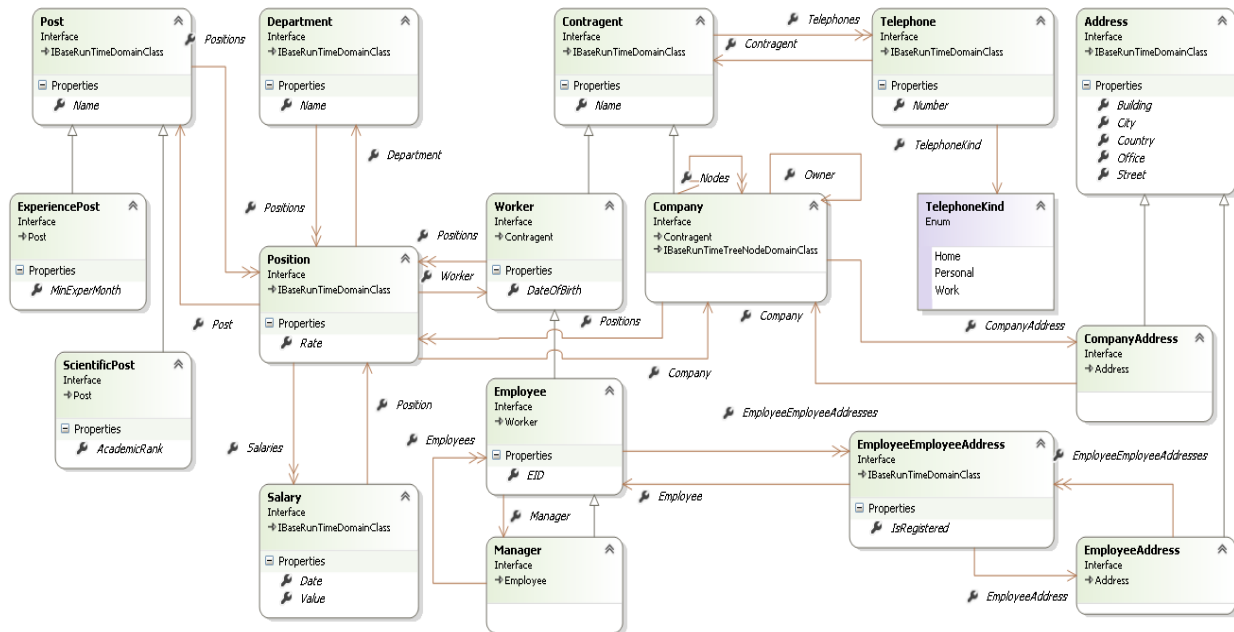 Post
Interface
IBaseRunTimeDomainClass
Properties
Name
Positions
Department
Interface
IBaseRunTimeDomainClass
Properties
Name
Department
Positions
Contragent
Interface
IBaseRunTimeDomainClass
Properties
Name
Telephones
Contragent
Telephone
Interface
IBaseRunTimeDomainClass
Properties
Number
TelephoneKind
Address
Interface
IBaseRunTimeDomainClass
Properties
Building
City
Country
Office
Street
ExperiencePost
Interface
Post
Properties
MinExperMonth
Position
Interface
IBaseRunTimeDomainClass
Properties
Rate
Positions
Worker
Worker
Interface
Contragent
Properties
DateOfBirth
Nodes
Owner
Company
Interface
Contragent
IBaseRunTimeTreeNodeDomainClass
TelephoneKind
Enum
Home
Personal
Work
Post
Positions
Company
CompanyAddress
Company
CompanyAddress
Interface
Address
ScientificPost
Interface
Post
Properties
AcademicRank
Position
Salaries
Employees
Employee
Interface
Worker
Properties
EID
EmployeeEmployeeAddresses
EmployeeEmployeeAddress
Interface
IBaseRunTimeDomainClass
Properties
IsRegistered
EmployeeEmployeeAddresses
Employee
Manager
Salary
Interface
IBaseRunTimeDomainClass
Properties
Date
Value
Manager
Interface
Employee
EmployeeAddress
EmployeeAddress
Interface
Address